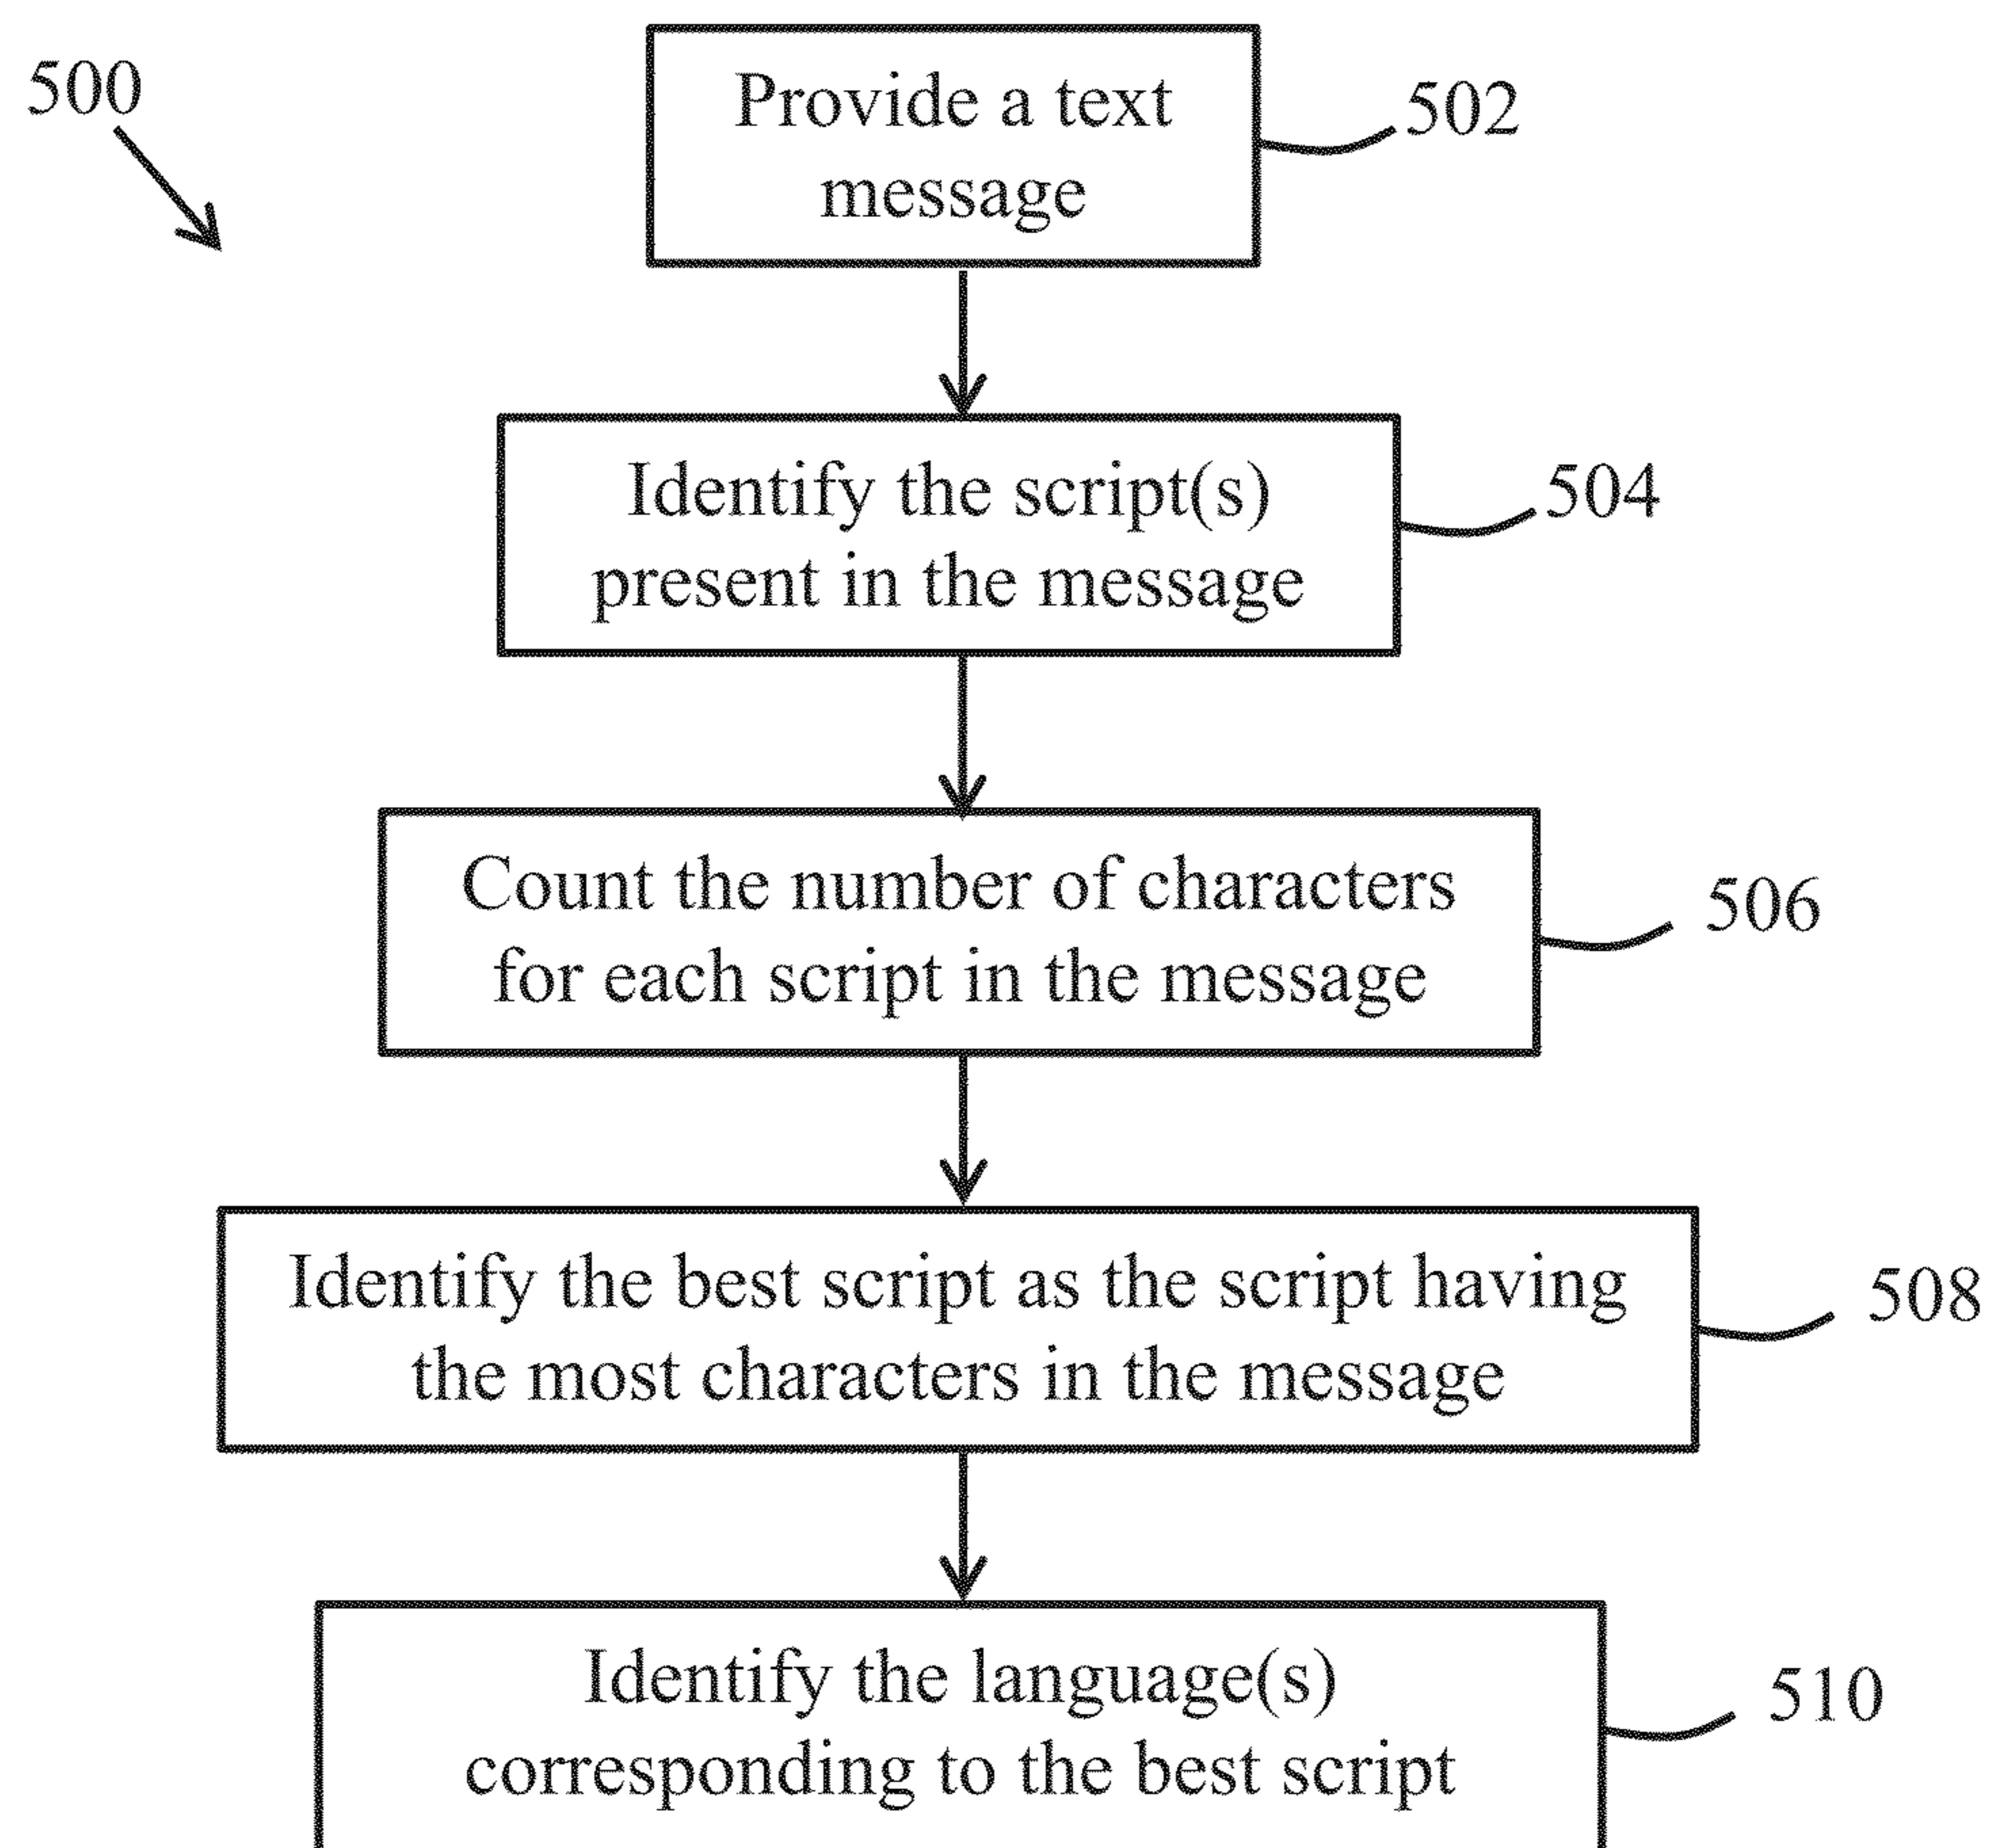 500
Provide a text
message
502
Identify the script(s)
present in the message
504
Count the number of characters
for each script in the message
506
Identify the best script as the script having
the most characters in the message
508
Identify the language(s)
corresponding to the best script
510